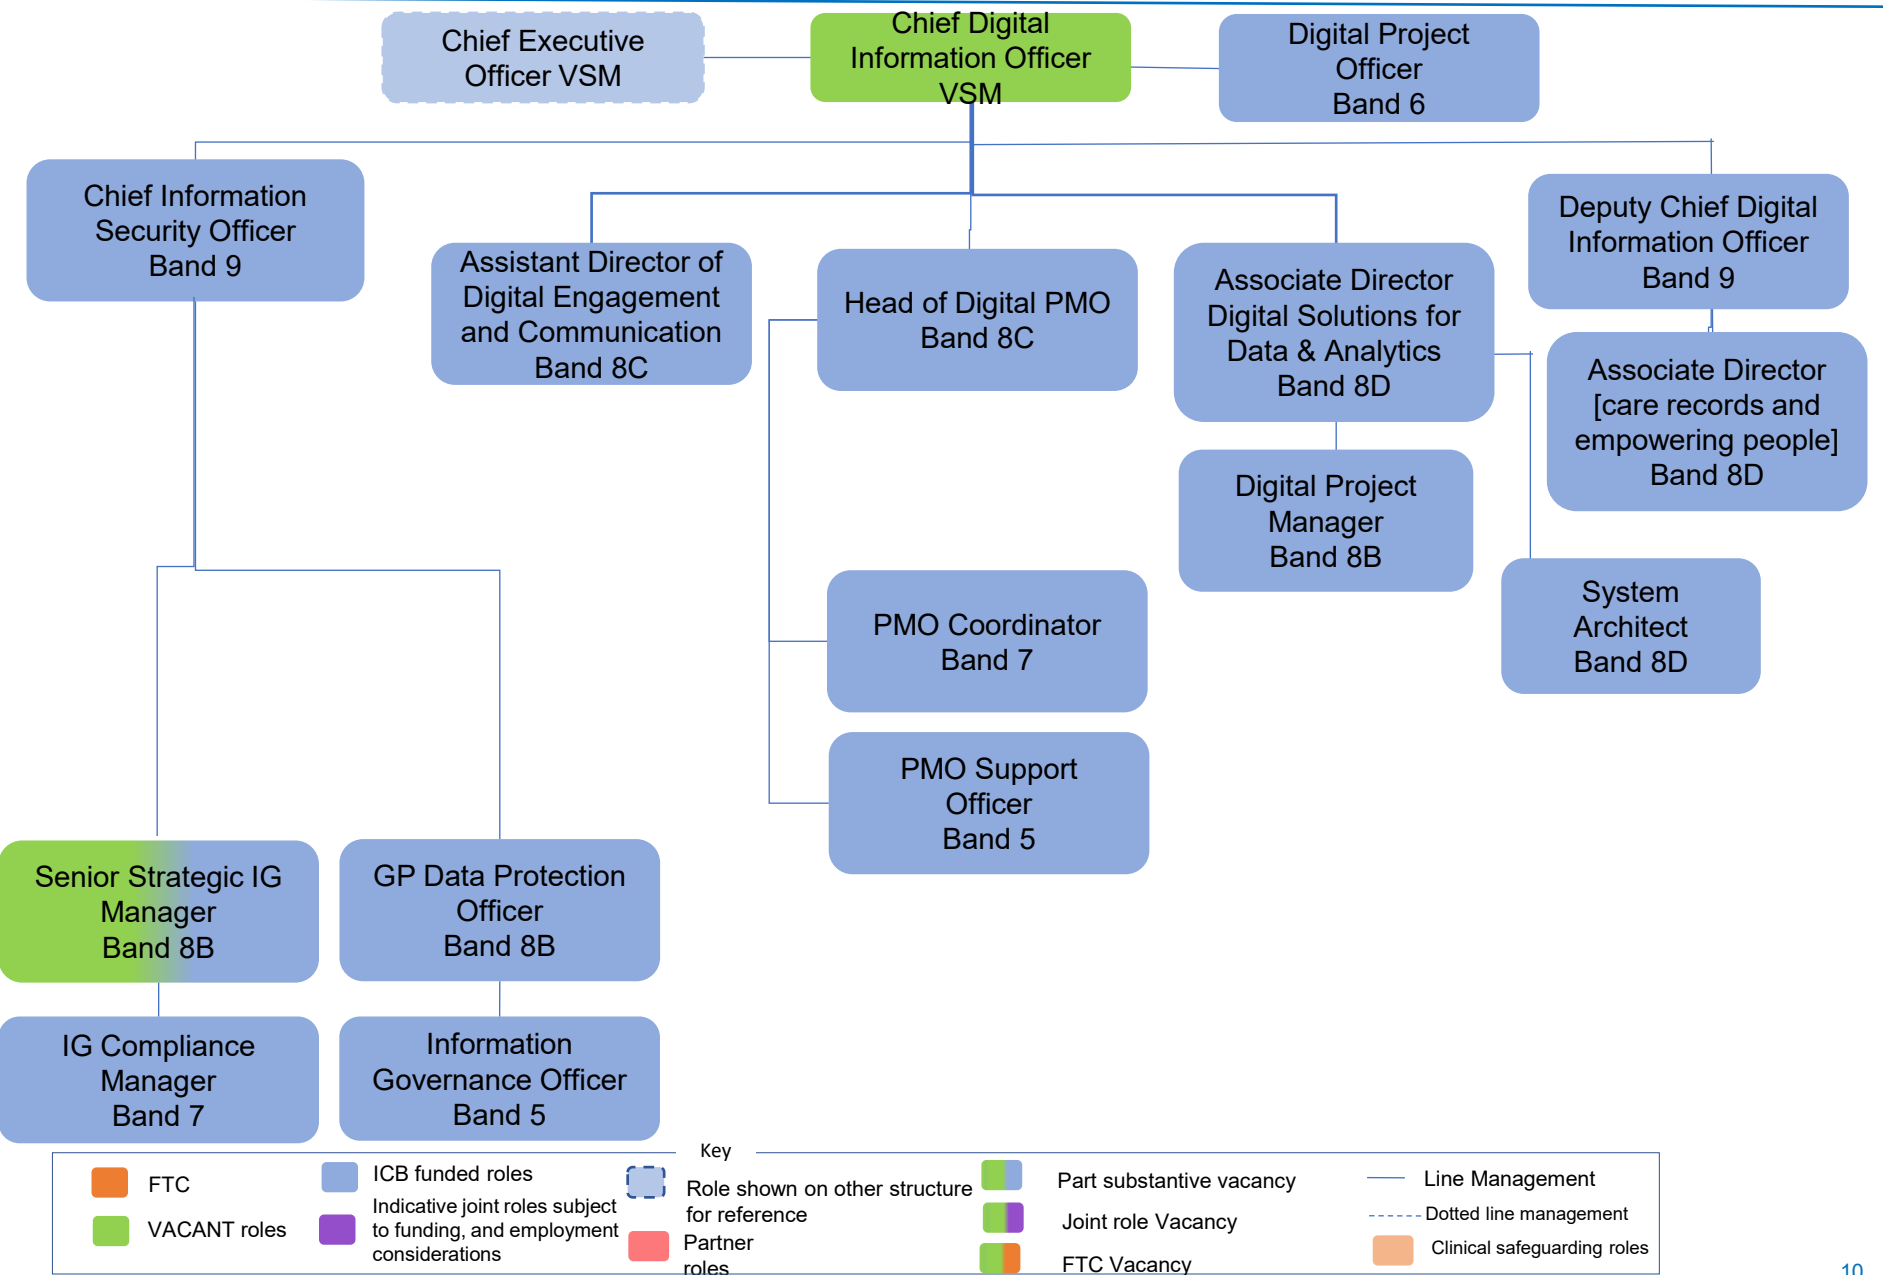 Chief Executive
Officer VSM
Chief Digital
Information Officer
VSM
Digital Project
Officer
Band 6
Chief Information
Security Officer
Band 9
Assistant Director of
Digital Engagement
and Communication
Band 8C
Head of Digital PMO
Band 8C
Associate Director
Digital Solutions for
Data & Analytics
Band 8D
Deputy Chief Digital
Information Officer
Band 9
Associate Director
[care records and
empowering people]
Band 8D
Digital Project
Manager
Band 8B
System
Architect
Band 8D
PMO Coordinator
Band 7
PMO Support
Officer
Band 5
Senior Strategic IG
Manager
Band 8B
GP Data Protection
Officer
Band 8B
IG Compliance
Manager
Band 7
Information
Governance Officer
Band 5
Key
FTC
VACANT roles
ICB funded roles
Indicative joint roles subject
to funding, and employment
considerations
Role shown on other structure
for reference
Partner
roles
Part substantive vacancy
Joint role Vacancy
FTC Vacancy
Line Management
Dotted line management
Clinical safeguarding roles
10